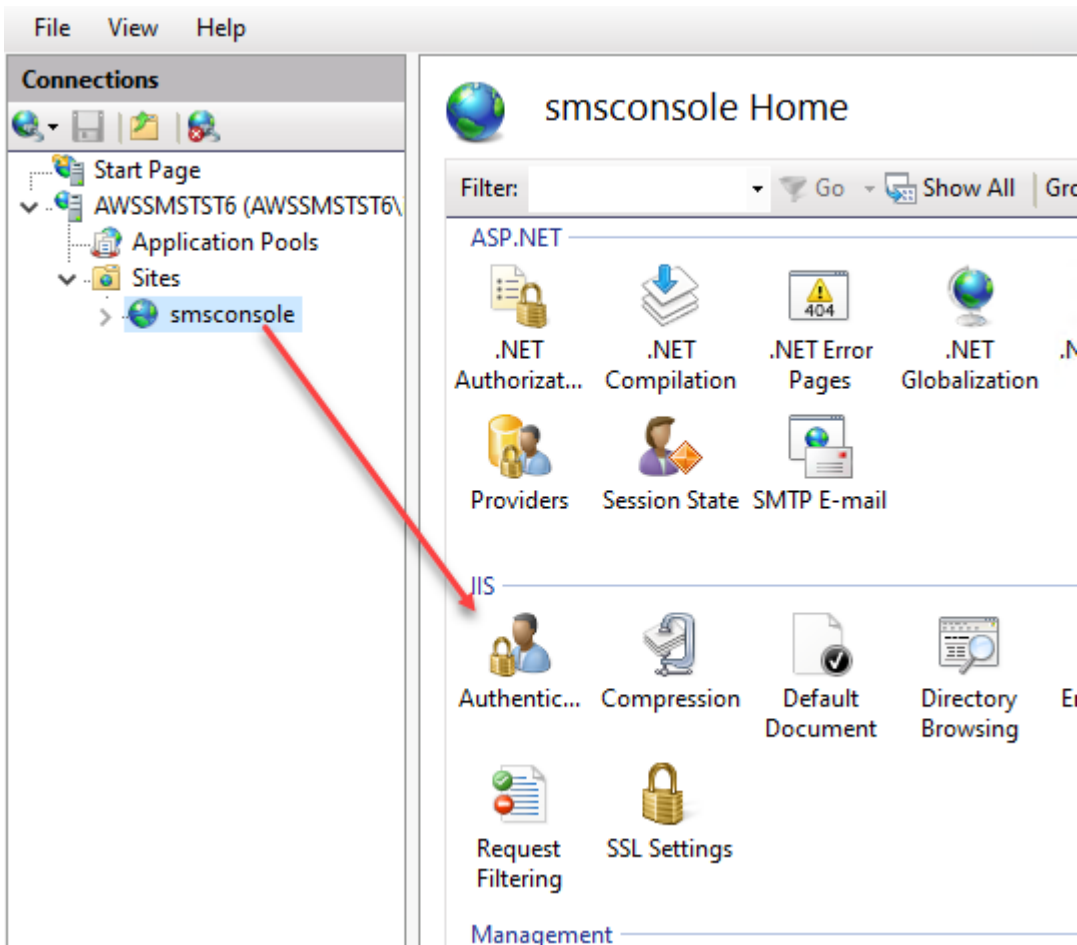 File View Help
Connections
smsconsole Home
Start Page
AWSSMSTST6 (AWSSMSTST6\
Application Pools
Sites
smsconsole
Filter: Go Show All Gro
ASP.NET
.NET Authorizat...
.NET Compilation
.NET Error Pages
404
.NET Globalization
.N
Providers
Session State
SMTP E-mail
IIS
Authentic...
Compression
Default Document
Directory Browsing
Er
Request Filtering
SSL Settings
Management